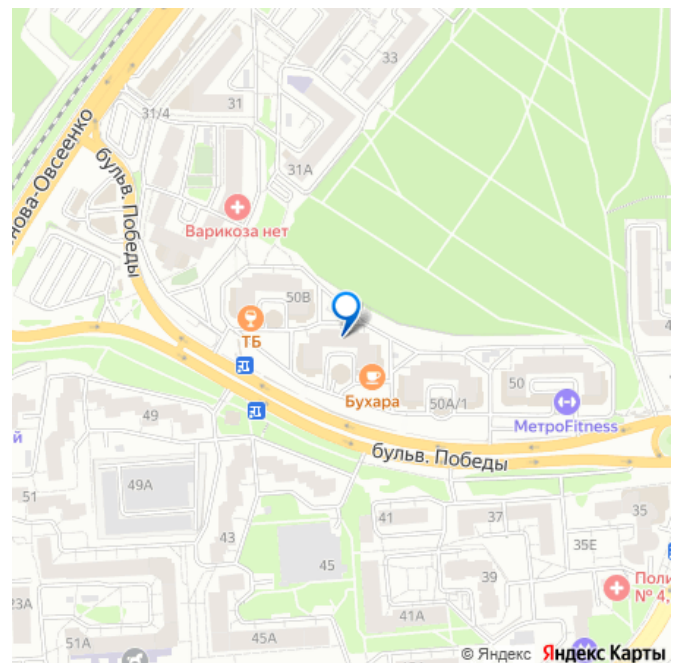 33
31
31/4
31А
нова-Овсеенко
бульв. Победы
Варикоза нет
50В
ТБ
Бухара
50А/1
50
МетроFitness
бульв. Победы
49
й
49А
51
43
41
37
35
35Е
45
39
Поли
№ 4,
23А
41А
51А
45А
4
© Яндекс Яндекс Карты